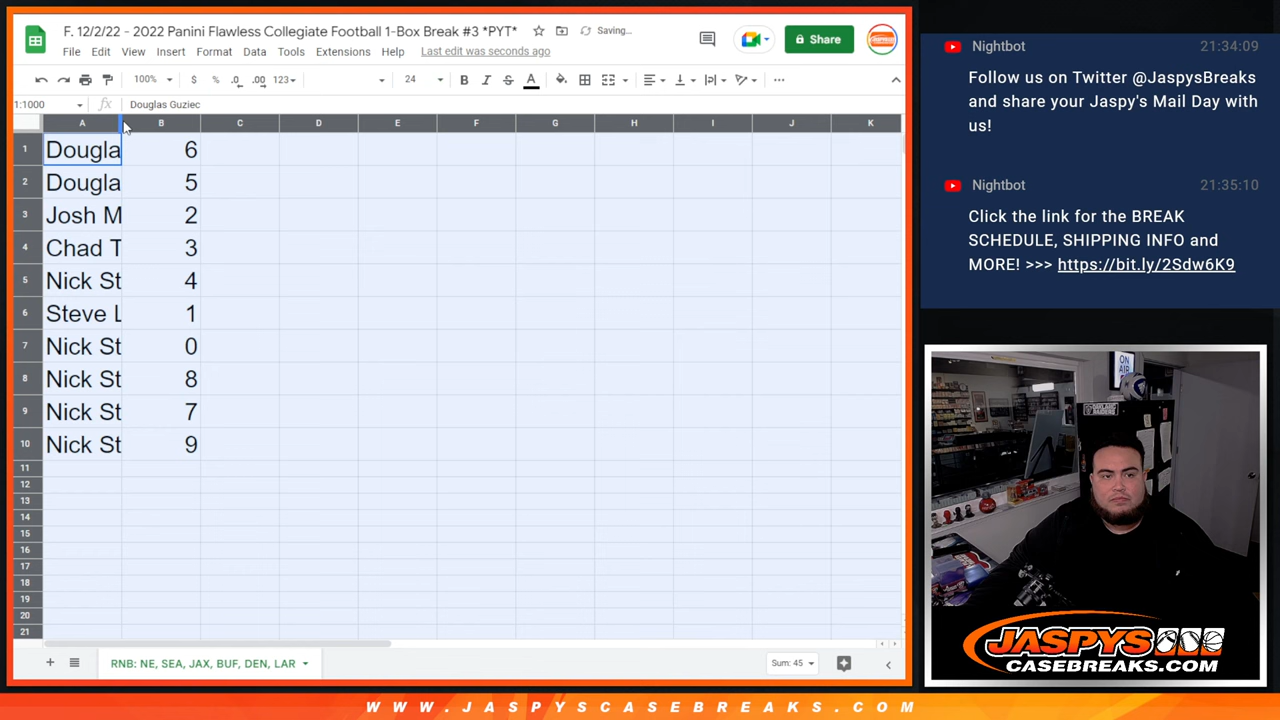 F. 12/2/22 - 2022 Panini Flawless Collegiate Football 1-Box Break #3 *PYT*
Saving...
File Edit View Insert Format Data Tools Extensions Help Last edit was seconds ago
Share
100% $ % .0 .00 123 24 B I S A
1:1000 fx Douglas Guziec
A B C D E F G H I J K
1 Dougla 6
2 Dougla 5
3 Josh M 2
4 Chad T 3
5 Nick St 4
6 Steve L 1
7 Nick St 0
8 Nick St 8
9 Nick St 7
10 Nick St 9
11
12
13
14
15
16
17
18
19
20
21
RNB: NE, SEA, JAX, BUF, DEN, LAR
Sum: 45
Nightbot 21:34:09
Follow us on Twitter @JaspysBreaks
and share your Jaspy's Mail Day with
us!
Nightbot 21:35:10
Click the link for the BREAK
SCHEDULE, SHIPPING INFO and
MORE! >>> https://bit.ly/2Sdw6K9
ON
AIR
JASPYS
CASEBREAKS.COM
WWW.JASPYSCASEBREAKS.COM